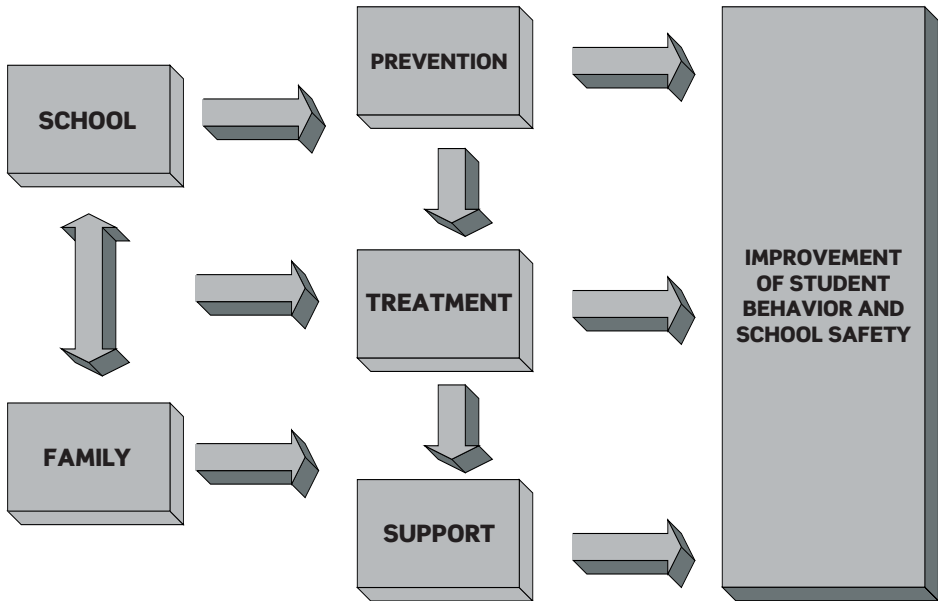 SCHOOL
PREVENTION
TREATMENT
FAMILY
SUPPORT
IMPROVEMENT
OF STUDENT
BEHAVIOR AND
SCHOOL SAFETY